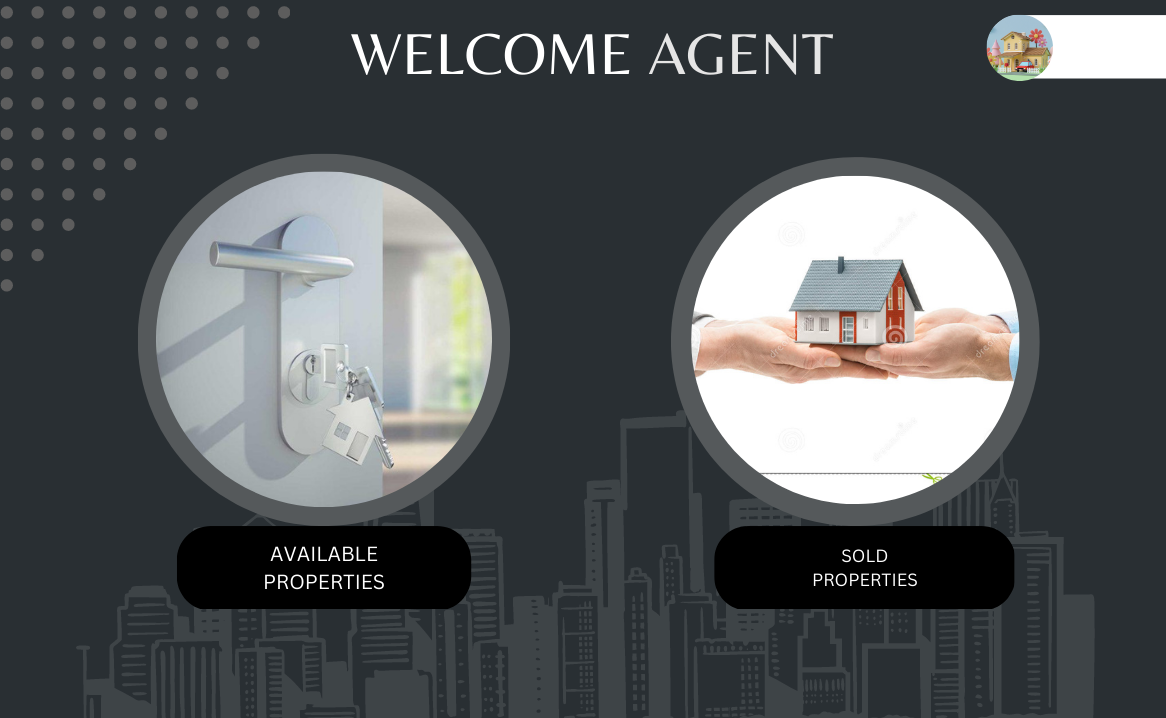 WELCOME AGENT
AVAILABLE
PROPERTIES
SOLD
PROPERTIES